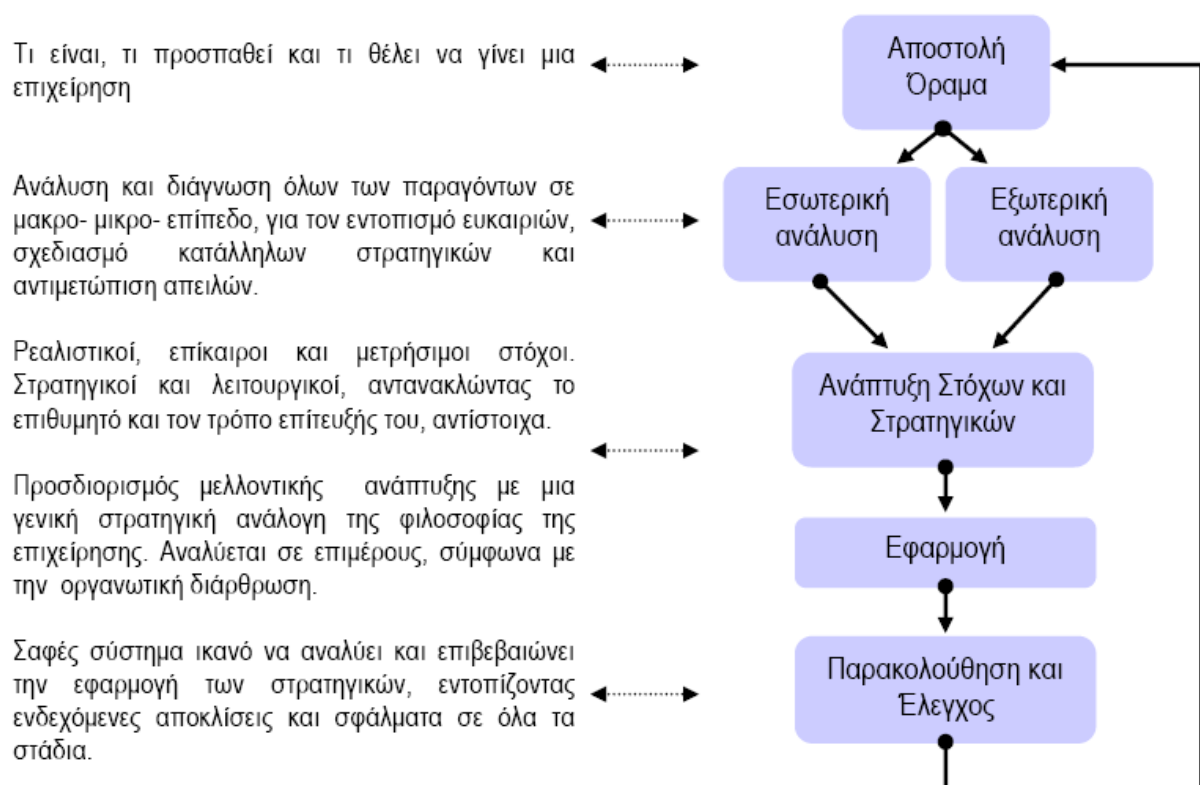 Τι είναι, τι προσπαθεί και τι θέλει να γίνει μια
επιχείρηση
Αποστολή
Όραμα
Ανάλυση και διάγνωση όλων των παραγόντων σε
μακρο- μικρο- επίπεδο, για τον εντοπισμό ευκαιριών,
σχεδιασμό κατάλληλων στρατηγικών και
αντιμετώπιση απειλών.
Εσωτερική
ανάλυση
Εξωτερική
ανάλυση
Ρεαλιστικοί, επίκαιροι και μετρήσιμοι στόχοι.
Στρατηγικοί και λειτουργικοί, αντανακλώντας το
επιθυμητό και τον τρόπο επίτευξής του, αντίστοιχα.
Ανάπτυξη Στόχων και
Στρατηγικών
Προσδιορισμός μελλοντικής ανάπτυξης με μια
γενική στρατηγική ανάλογη της φιλοσοφίας της
επιχείρησης. Αναλύεται σε επιμέρους, σύμφωνα με
την οργανωτική διάρθρωση.
Εφαρμογή
Σαφές σύστημα ικανό να αναλύει και επιβεβαιώνει
την εφαρμογή των στρατηγικών, εντοπίζοντας
ενδεχόμενες αποκλίσεις και σφάλματα σε όλα τα
στάδια.
Παρακολούθηση και
Έλεγχος